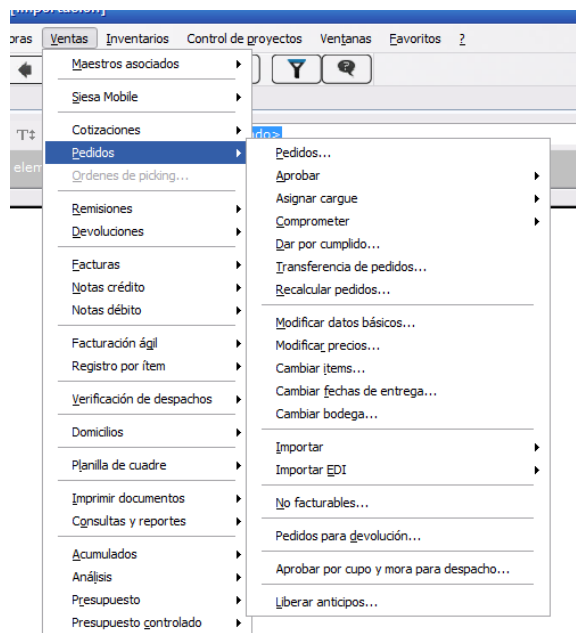 Ventas Inventarios Control de proyectos Ventanas Favoritos ?
Maestros asociados
Siesa Mobile
Cotizaciones
Pedidos
Ordenes de picking...
Remisiones
Devoluciones
Facturas
Notas crédito
Notas débito
Facturación ágil
Registro por ítem
Verificación de despachos
Domicilios
Planilla de cuadre
Imprimir documentos
Consultas y reportes
Acumulados
Análisis
Presupuesto
Presupuesto controlado
Pedidos...
Aprobar
Asignar cargue
Comprometer
Dar por cumplido...
Transferencia de pedidos...
Recalcular pedidos...
Modificar datos básicos...
Modificar precios...
Cambiar items...
Cambiar fechas de entrega...
Cambiar bodega...
Importar
Importar EDI
No facturables...
Pedidos para devolución...
Aprobar por cupo y mora para despacho...
Liberar anticipos...